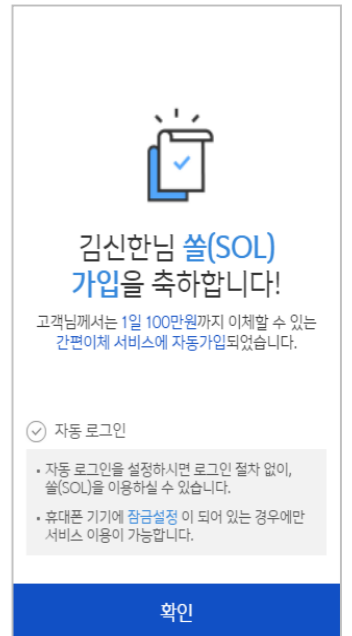 김신한님 쏠(SOL)
가입을 축하합니다!
고객님께서는 1일 100만원까지 이체할 수 있는
간편이체 서비스에 자동가입되었습니다.
자동 로그인
• 자동 로그인을 설정하시면 로그인 절차 없이,
쏠(SOL)을 이용하실 수 있습니다.
• 휴대폰 기기에 잠금설정 이 되어 있는 경우에만
서비스 이용이 가능합니다.
확인